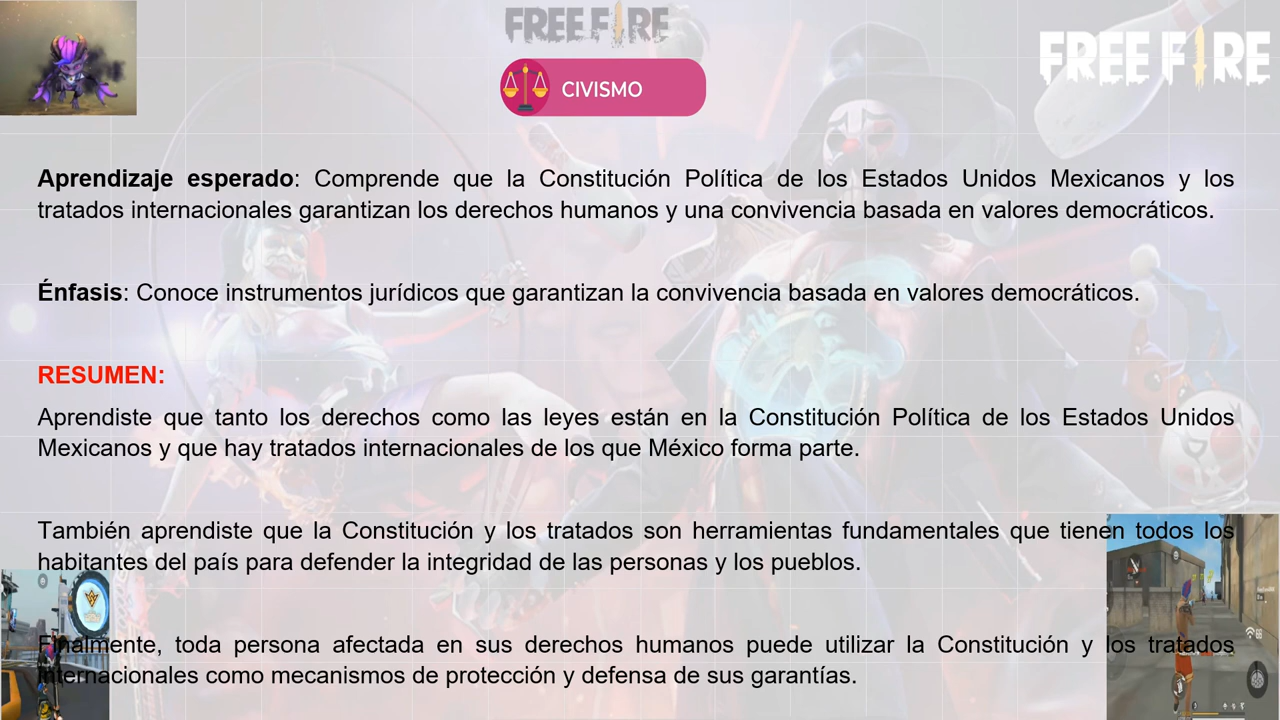 FREE FIRE
FREE FIRE
CIVISMO
Aprendizaje esperado: Comprende que la Constitución Política de los Estados Unidos Mexicanos y los
tratados internacionales garantizan los derechos humanos y una convivencia basada en valores democráticos.
Énfasis: Conoce instrumentos jurídicos que garantizan la convivencia basada en valores democráticos.
RESUMEN:
Aprendiste que tanto los derechos como las leyes están en la Constitución Política de los Estados Unidos
Mexicanos y que hay tratados internacionales de los que México forma parte.
También aprendiste que la Constitución y los tratados son herramientas fundamentales que tienen todos los
habitantes del país para defender la integridad de las personas y los pueblos.
Finalmente, toda persona afectada en sus derechos humanos puede utilizar la Constitución y los tratados
internacionales como mecanismos de protección y defensa de sus garantías.